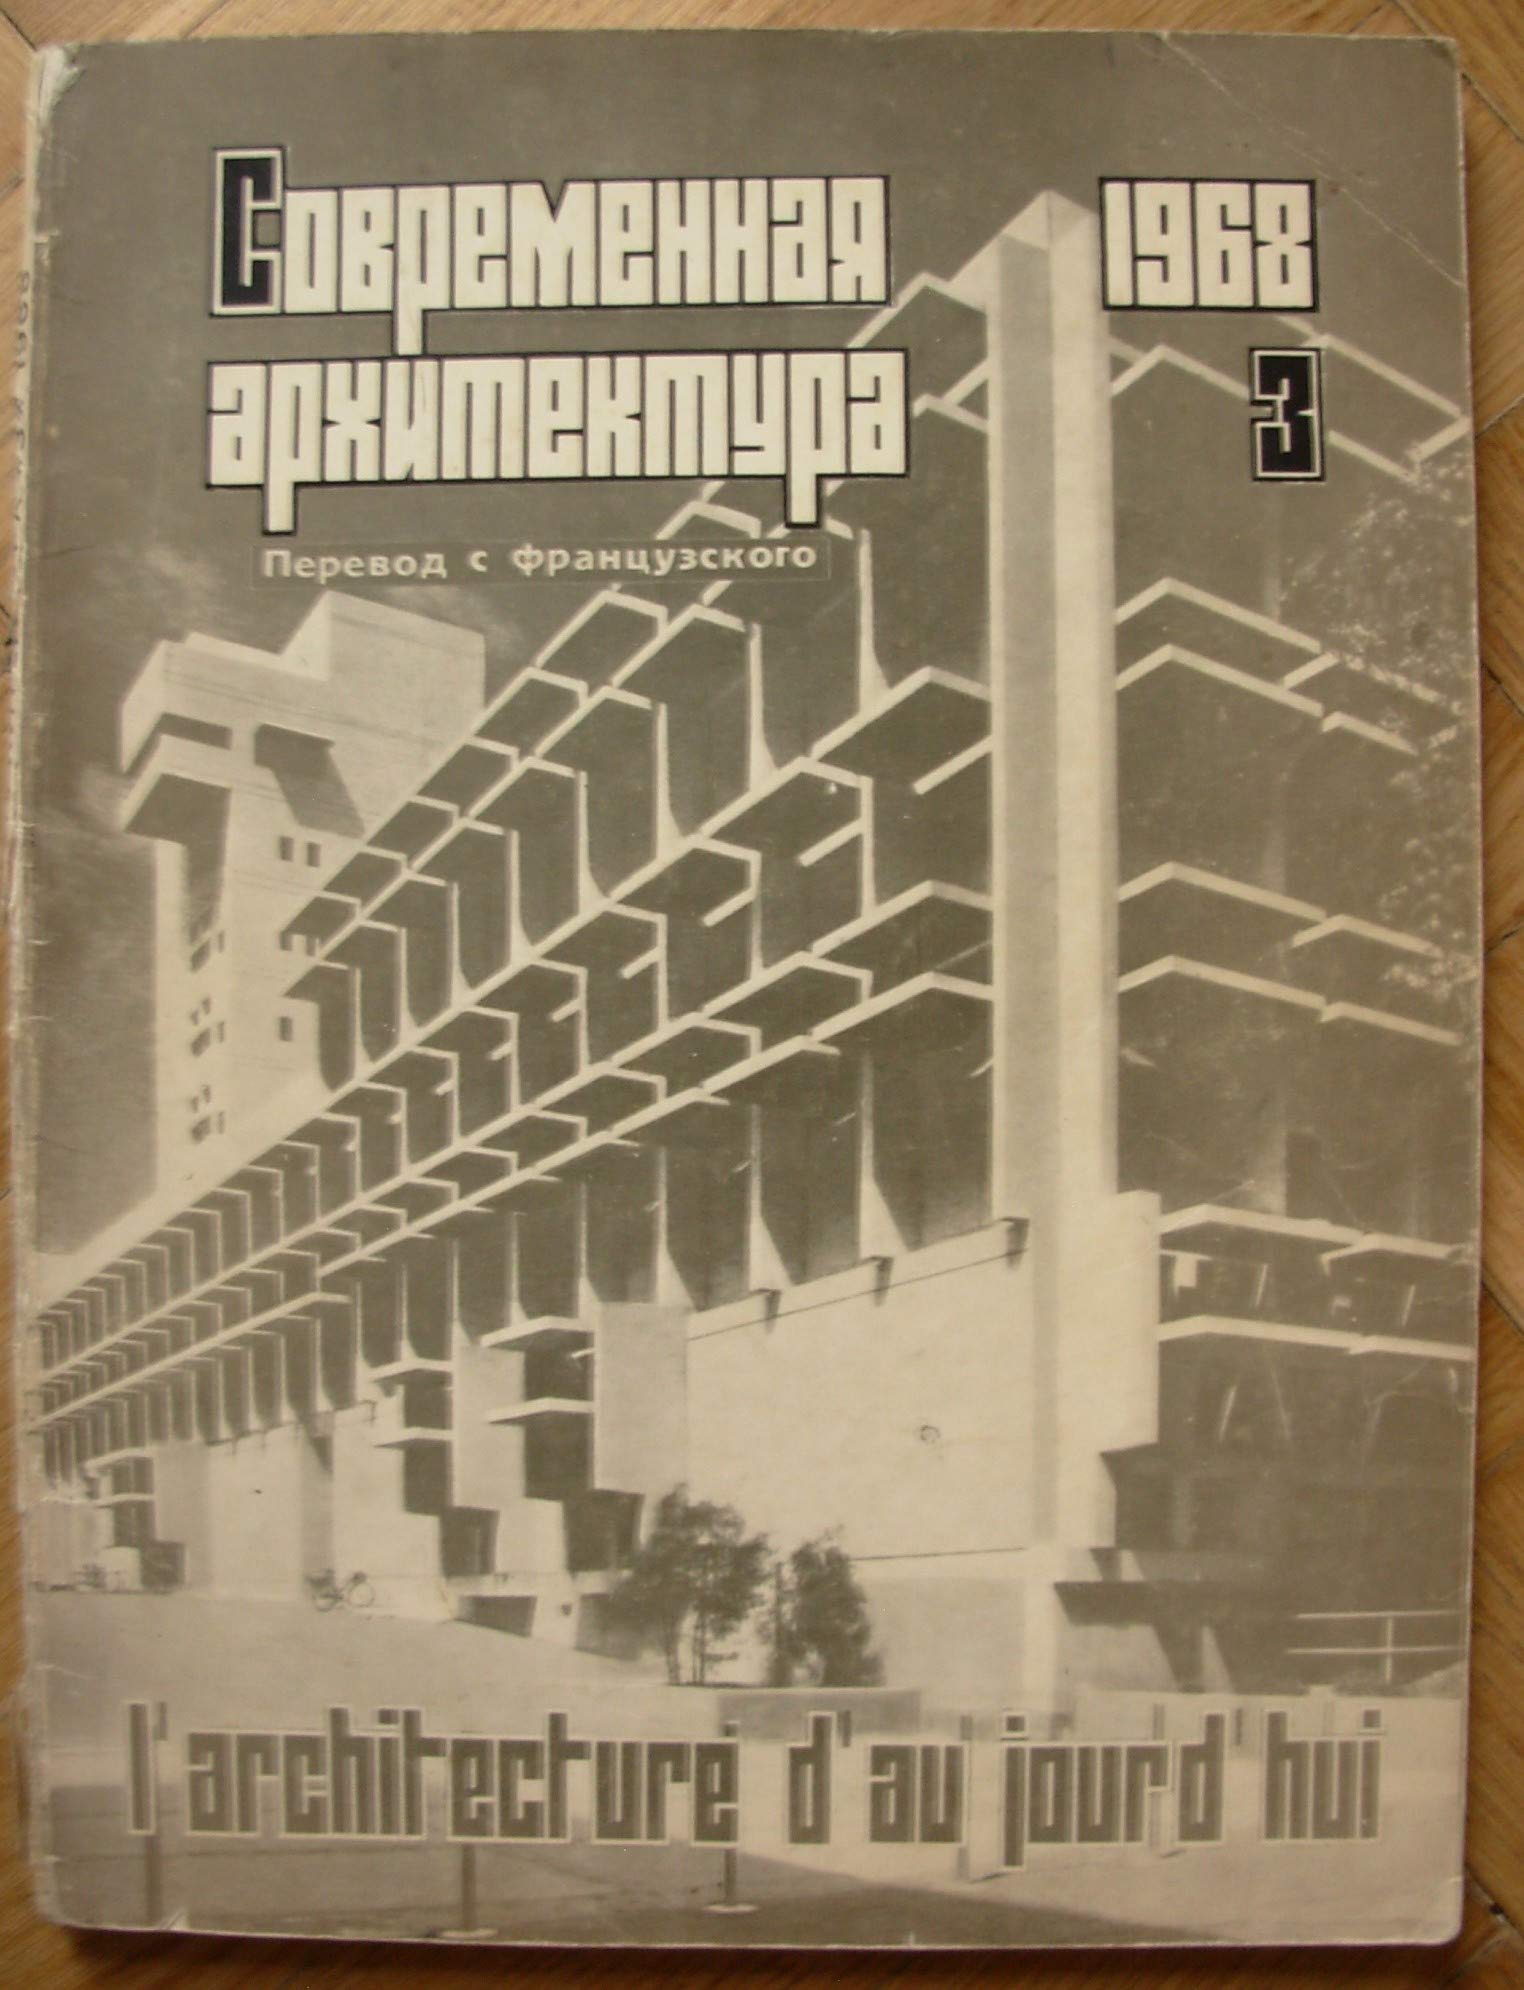 Современная 1968
архитектура 3
Перевод с французского
l'architecture d'aujourd'hui